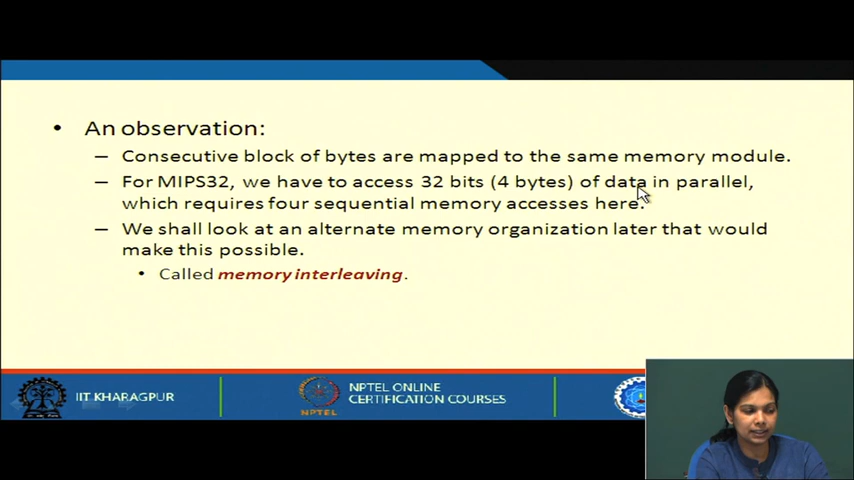 • An observation:
– Consecutive block of bytes are mapped to the same memory module.
– For MIPS32, we have to access 32 bits (4 bytes) of data in parallel,
which requires four sequential memory accesses here.
– We shall look at an alternate memory organization later that would
make this possible.
• Called memory interleaving.
IIT KHARAGPUR
NPTEL
NPTEL ONLINE
CERTIFICATION COURSES